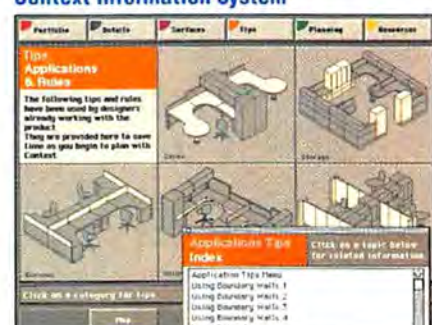 Context Information System
Portfolio Details Surfaces Tips Planning Resources
Tips
Applications
& Rules
The following tips and rules
have been used by designers
already working with the
product
They are provided here to save
time as you begin to plan with
Context
Storage
Applications Tips
Index
Click on a topic below
for related information
Application Tips Menu
Using Boundary Walls 1
Using Boundary Walls 2
Using Boundary Walls 3
Using Boundary Walls 4
Click on a category for tips
Map